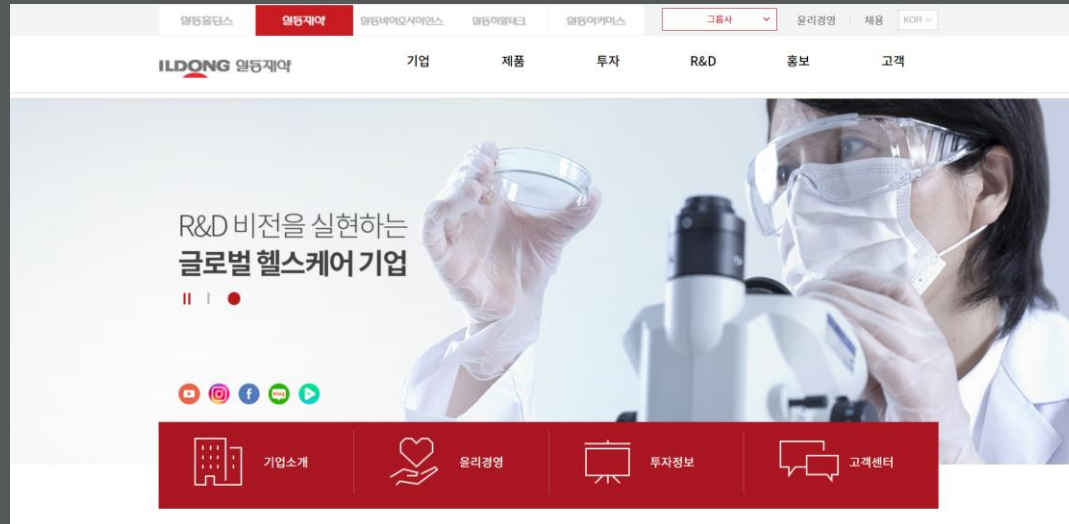 일동홀딩스 일동제약 일동바이오사이언스 일동히알테크 일동이커머스 그룹사 윤리경영 채용 KOR
ILDONG 일동제약 기업 제품 투자 R&D 홍보 고객
R&D 비전을 실현하는
글로벌 헬스케어 기업
기업소개 윤리경영 투자정보 고객센터